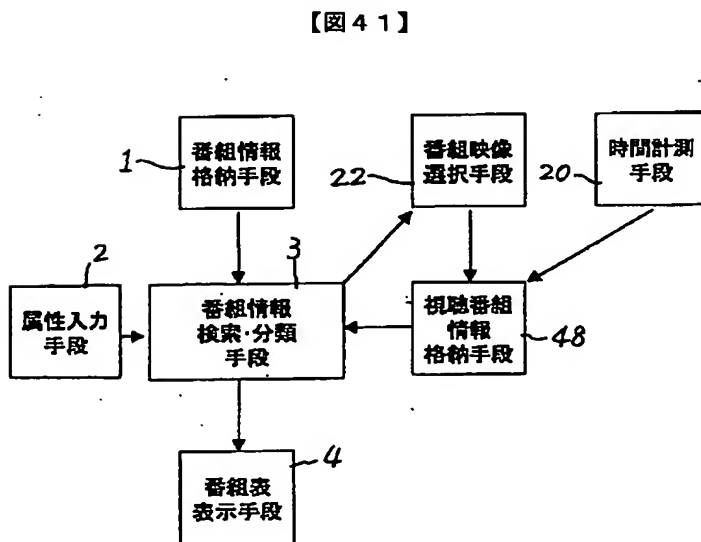 【図４１】
番組情報
格納手段
1
番組映像
選択手段
22
時間計測
手段
20
2
属性入力
手段
3
番組情報
検索・分類
手段
視聴番組
情報
格納手段
48
番組表
表示手段
4